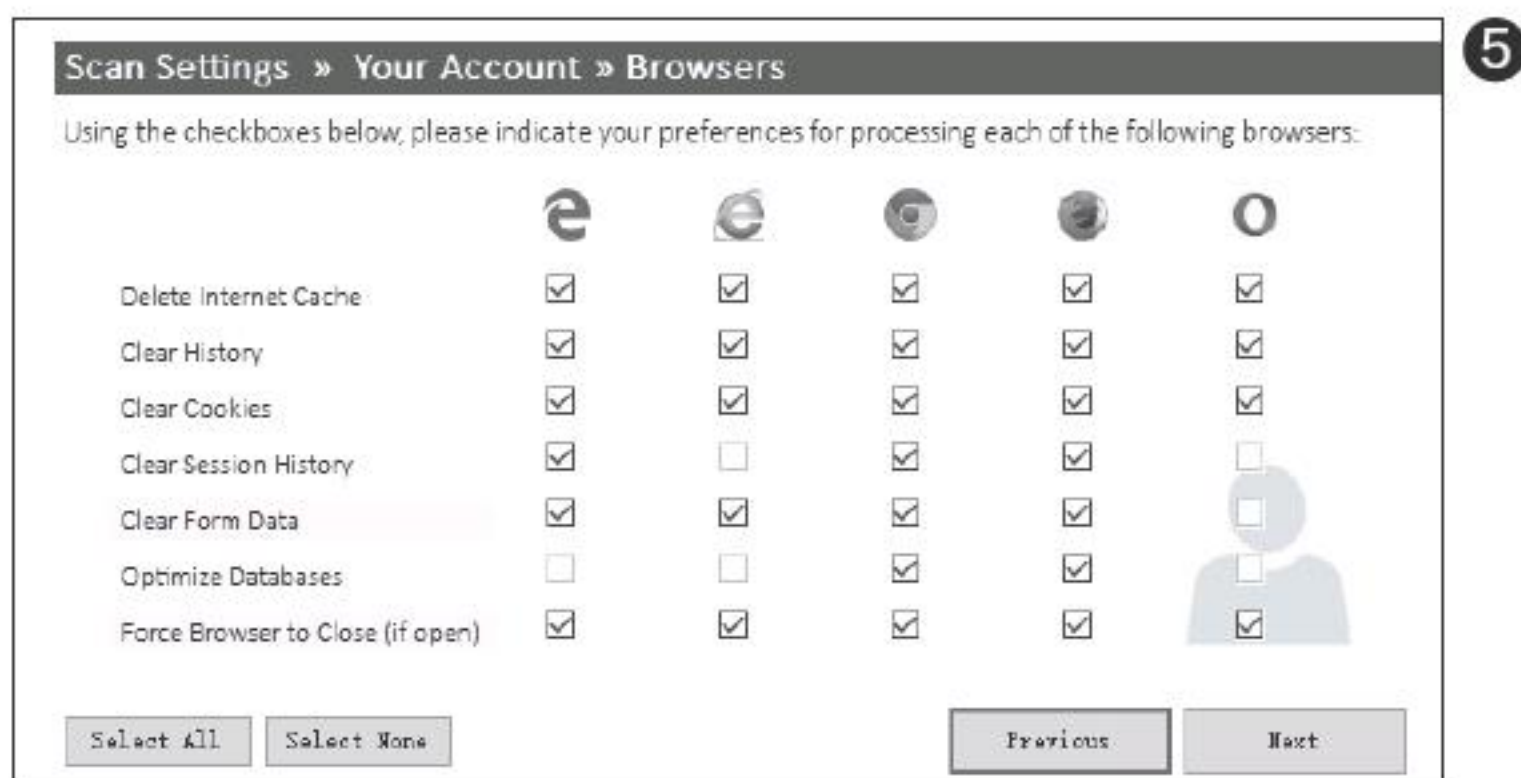 Scan Settings » Your Account » Browsers
5
Using the checkboxes below, please indicate your preferences for processing each of the following browsers:
Delete Internet Cache
Clear History
Clear Cookies
Clear Session History
Clear Form Data
Optimize Databases
Force Browser to Close (if open)
Select All Select None Previous Next